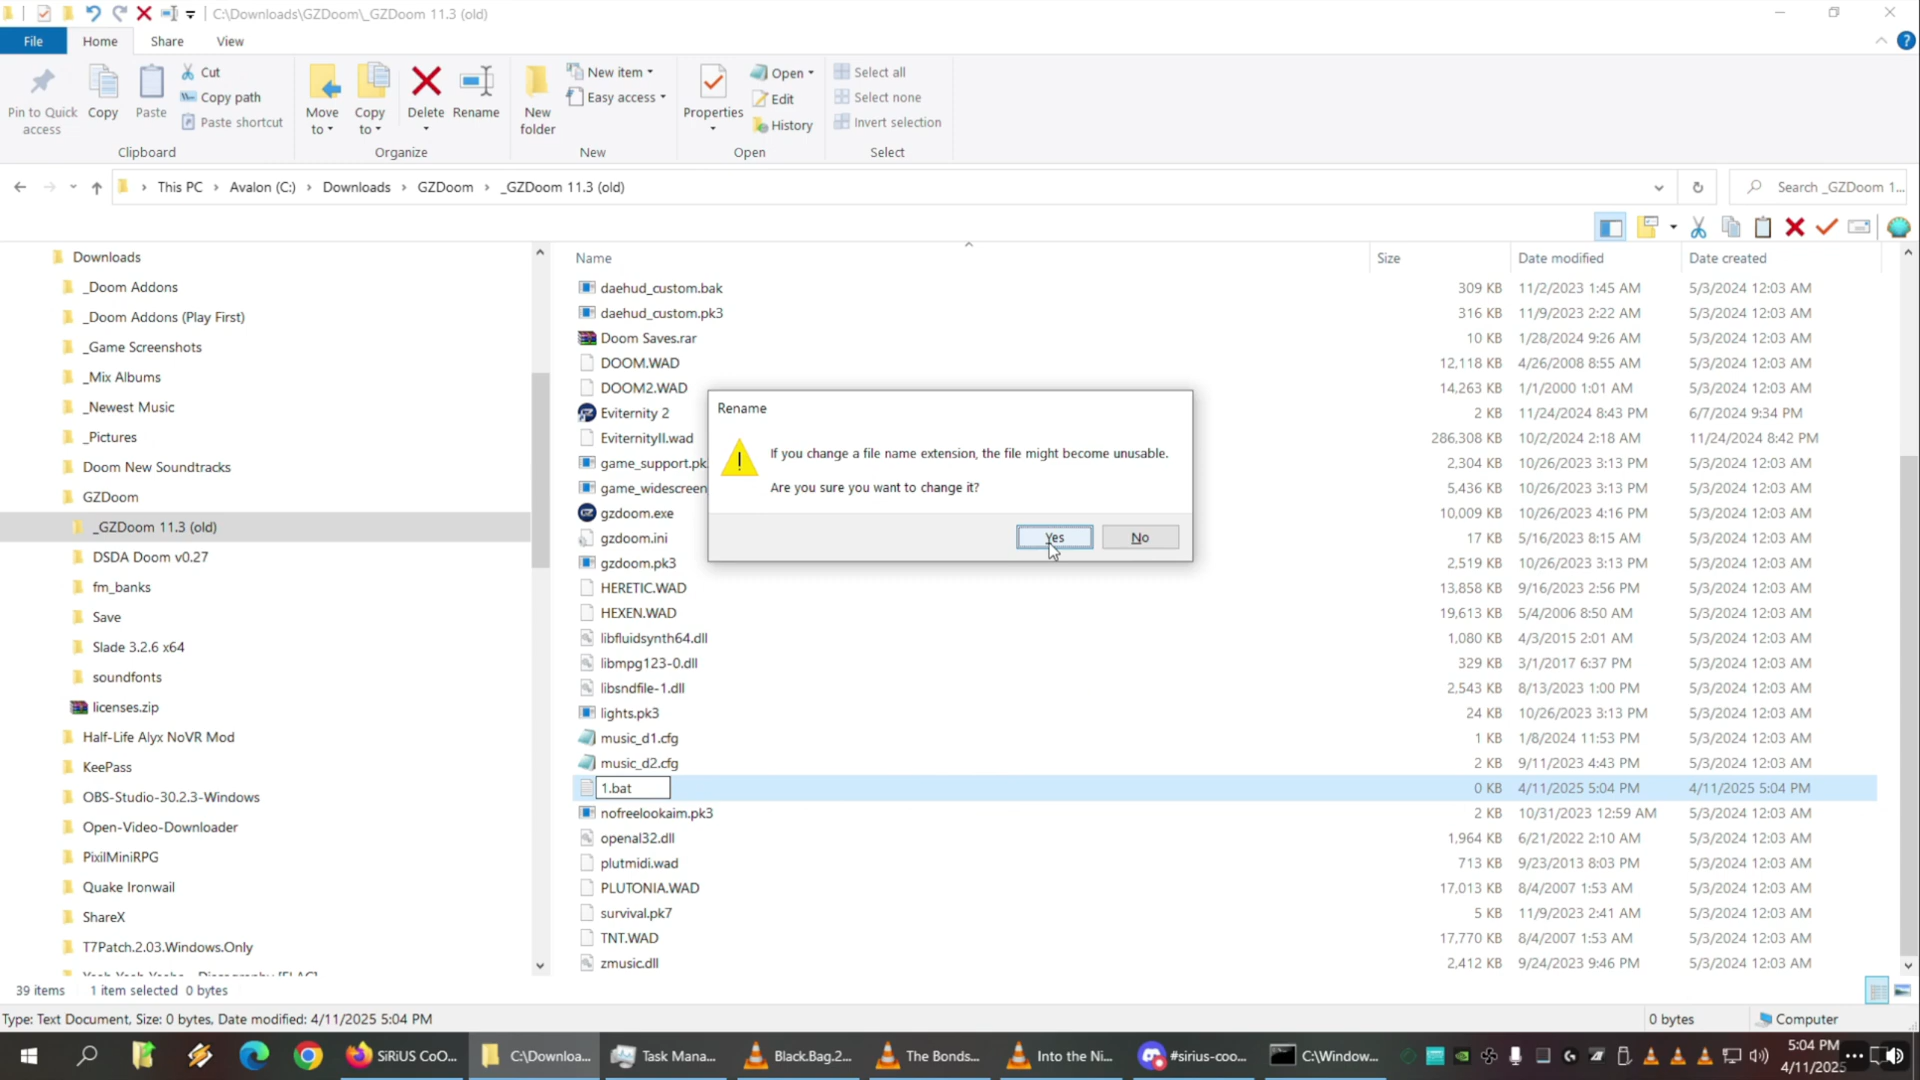 C:\Downloads\GZDoom\_GZDoom 11.3 (old)
File Home Share View
Pin to Quick access
Copy
Paste
Cut
Copy path
Paste shortcut
Clipboard
Move to
Copy to
Delete
Rename
Organize
New folder
New item
Easy access
New
Properties
Open
Edit
History
Open
Select all
Select none
Invert selection
Select
This PC > Avalon (C:) > Downloads > GZDoom > _GZDoom 11.3 (old)
Search _GZDoom 1...
Downloads
_Doom Addons
_Doom Addons (Play First)
_Game Screenshots
_Mix Albums
_Newest Music
_Pictures
Doom New Soundtracks
GZDoom
_GZDoom 11.3 (old)
DSDA Doom v0.27
fm_banks
Save
Slade 3.2.6 x64
soundfonts
licenses.zip
Half-Life Alyx NoVR Mod
KeePass
OBS-Studio-30.2.3-Windows
Open-Video-Downloader
PixilMiniRPG
Quake Ironwail
ShareX
T7Patch.2.03.Windows.Only
Name Size Date modified Date created
daehud_custom.bak 309 KB 11/2/2023 1:45 AM 5/3/2024 12:03 AM
daehud_custom.pk3 316 KB 11/9/2023 2:22 AM 5/3/2024 12:03 AM
Doom Saves.rar 10 KB 1/28/2024 9:26 AM 5/3/2024 12:03 AM
DOOM.WAD 12,118 KB 4/26/2008 8:55 AM 5/3/2024 12:03 AM
DOOM2.WAD 14,263 KB 1/1/2000 1:01 AM 5/3/2024 12:03 AM
Eviternity 2 2 KB 11/24/2024 8:43 PM 6/7/2024 9:34 PM
EviternityII.wad 286,308 KB 10/2/2024 2:18 AM 11/24/2024 8:42 PM
game_support.pk 2,304 KB 10/26/2023 3:13 PM 5/3/2024 12:03 AM
game_widescreen 5,436 KB 10/26/2023 3:13 PM 5/3/2024 12:03 AM
gzdoom.exe 10,009 KB 10/26/2023 4:16 PM 5/3/2024 12:03 AM
gzdoom.ini 17 KB 5/16/2023 8:15 AM 5/3/2024 12:03 AM
gzdoom.pk3 2,519 KB 10/26/2023 3:13 PM 5/3/2024 12:03 AM
HERETIC.WAD 13,858 KB 9/16/2023 2:56 PM 5/3/2024 12:03 AM
HEXEN.WAD 19,613 KB 5/4/2006 8:50 AM 5/3/2024 12:03 AM
libfluidsynth64.dll 1,080 KB 4/3/2015 2:01 AM 5/3/2024 12:03 AM
libmpg123-0.dll 329 KB 3/1/2017 6:37 PM 5/3/2024 12:03 AM
libsndfile-1.dll 2,543 KB 8/13/2023 1:00 PM 5/3/2024 12:03 AM
lights.pk3 24 KB 10/26/2023 3:13 PM 5/3/2024 12:03 AM
music_d1.cfg 1 KB 1/8/2024 11:53 PM 5/3/2024 12:03 AM
music_d2.cfg 2 KB 9/11/2023 4:43 PM 5/3/2024 12:03 AM
1.bat 0 KB 4/11/2025 5:04 PM 4/11/2025 5:04 PM
nofreelookaim.pk3 2 KB 10/31/2023 12:59 AM 5/3/2024 12:03 AM
openal32.dll 1,964 KB 6/21/2022 2:10 AM 5/3/2024 12:03 AM
plutmidi.wad 713 KB 9/23/2013 8:03 PM 5/3/2024 12:03 AM
PLUTONIA.WAD 17,013 KB 8/4/2007 1:53 AM 5/3/2024 12:03 AM
survival.pk7 5 KB 11/9/2023 2:41 AM 5/3/2024 12:03 AM
TNT.WAD 17,770 KB 8/4/2007 1:53 AM 5/3/2024 12:03 AM
zmusic.dll 2,412 KB 9/24/2023 9:46 PM 5/3/2024 12:03 AM
Rename
If you change a file name extension, the file might become unusable.
Are you sure you want to change it?
Yes No
39 items 1 item selected 0 bytes
Type: Text Document, Size: 0 bytes, Date modified: 4/11/2025 5:04 PM 0 bytes Computer
SiRiUS CoO... C:\Downloa... Task Mana... Black.Bag.2... The Bonds... Into the Ni... #sirius-coo... C:\Window... 5:04 PM
4/11/2025